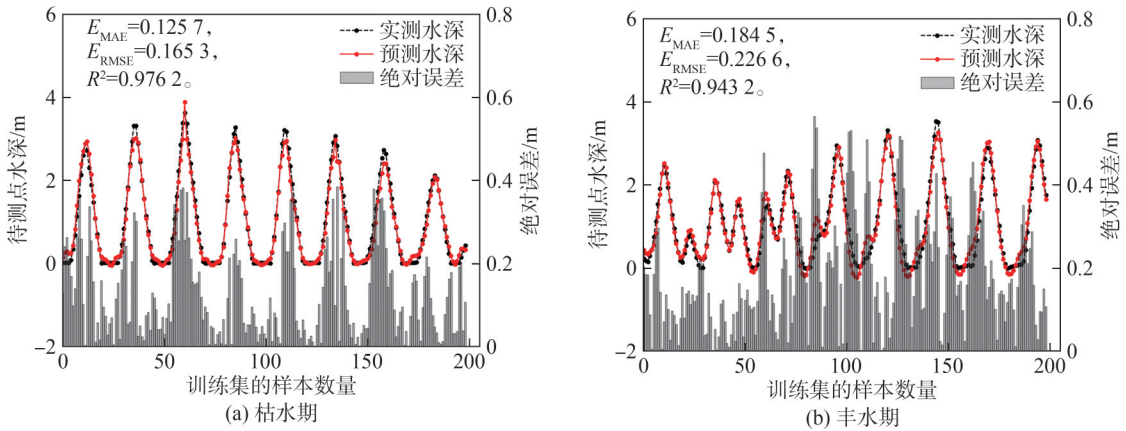 6
4
2
0
−2
待测点水深/m
E_MAE=0.125 7,
E_RMSE=0.165 3,
R²=0.976 2。
实测水深
预测水深
绝对误差
0.8
0.6
0.4
0.2
0
绝对误差/m
0 50 100 150 200
训练集的样本数量
(a) 枯水期
6
4
2
0
−2
待测点水深/m
E_MAE=0.184 5,
E_RMSE=0.226 6,
R²=0.943 2。
实测水深
预测水深
绝对误差
0.8
0.6
0.4
0.2
0
绝对误差/m
0 50 100 150 200
训练集的样本数量
(b) 丰水期